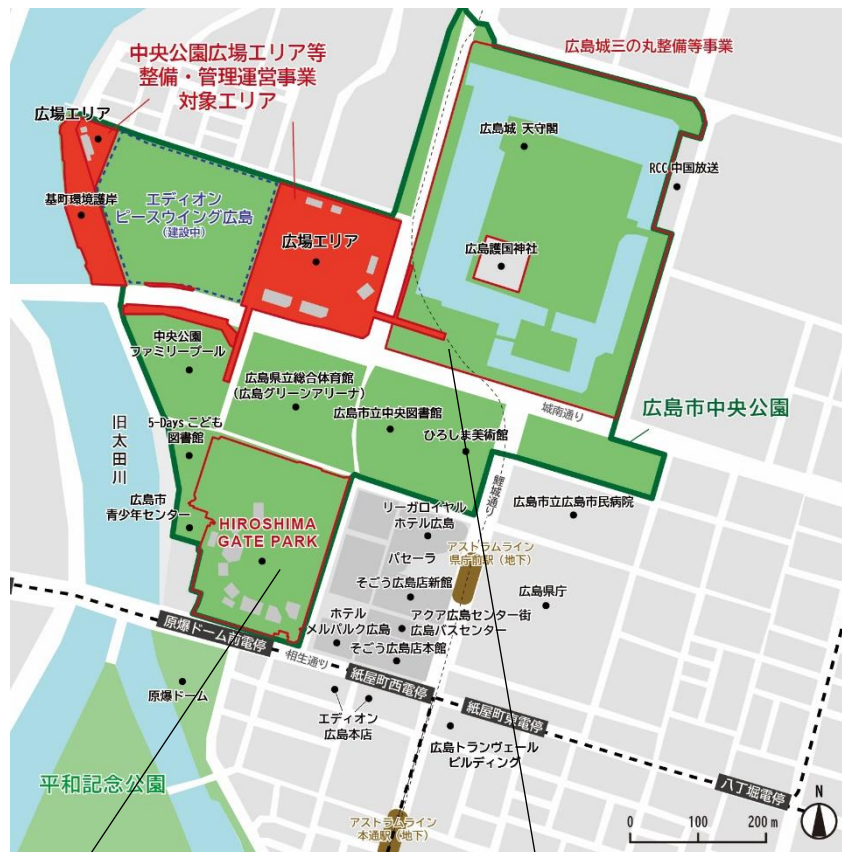 中央公園広場エリア等
整備・管理運営事業
対象エリア
広島城三の丸整備等事業
広場エリア
広島城 天守閣
RCC 中国放送
基町環境護岸
エディオン
ピースウイング広島
(建設中)
広場エリア
広島護国神社
中央公園
ファミリープール
広島県立総合体育館
(広島グリーンアリーナ)
広島市立中央図書館
城南通り
広島市中央公園
旧太田川
5-Days こども
図書館
ひろしま美術館
鯉城通り
広島市
青少年センター
HIROSHIMA
GATE PARK
リーガロイヤル
ホテル広島
広島市立広島市民病院
パセーラ
アストラムライン
県庁前駅(地下)
そごう広島店新館
広島県庁
原爆ドーム前電停
ホテル
メルパルク広島
アクア広島センター街
広島バスセンター
そごう広島店本館
相生通り
紙屋町西電停
紙屋町東電停
原爆ドーム
エディオン
広島本店
広島トランヴェール
ビルディング
八丁堀電停
平和記念公園
アストラムライン
本通駅(地下)
N
0 100 200 m